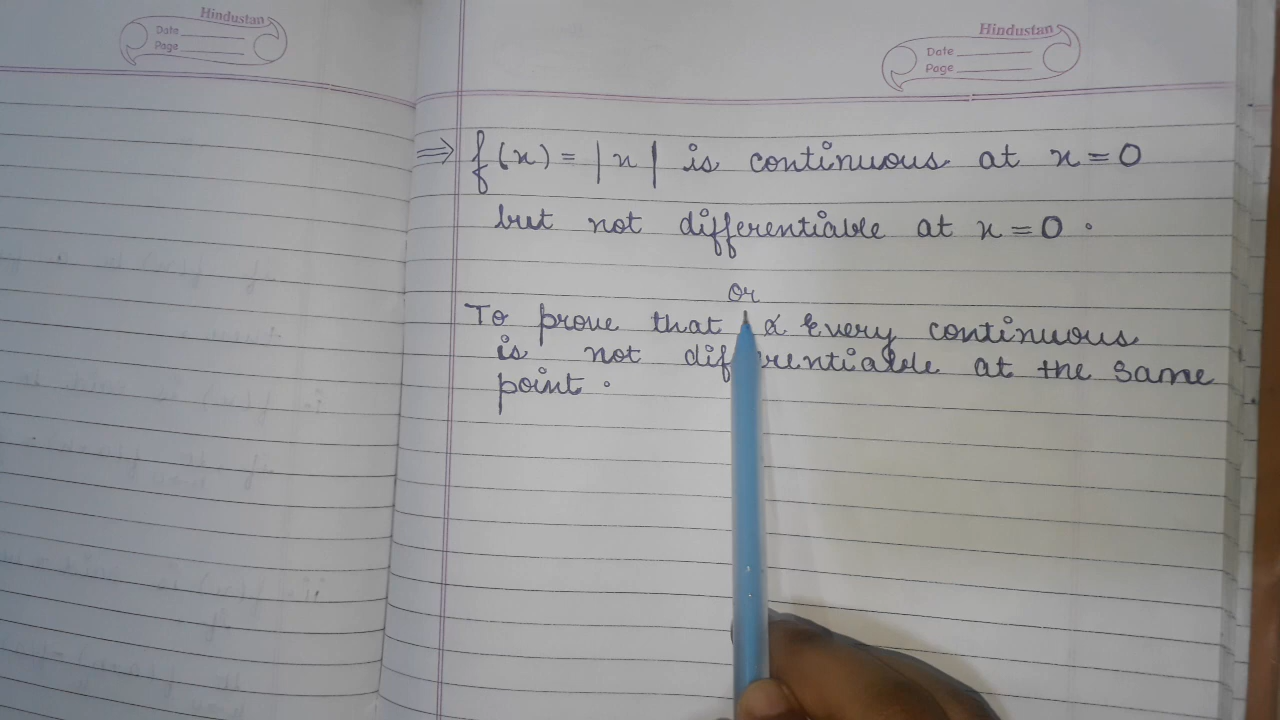 Hindustan
Date
Page
Hindustan
Date
Page
⇒ f(x) = |x| is continuous at x = 0
but not differentiable at x = 0 .
Or
To prove that Every continuous
is not differentiable at the same
point .